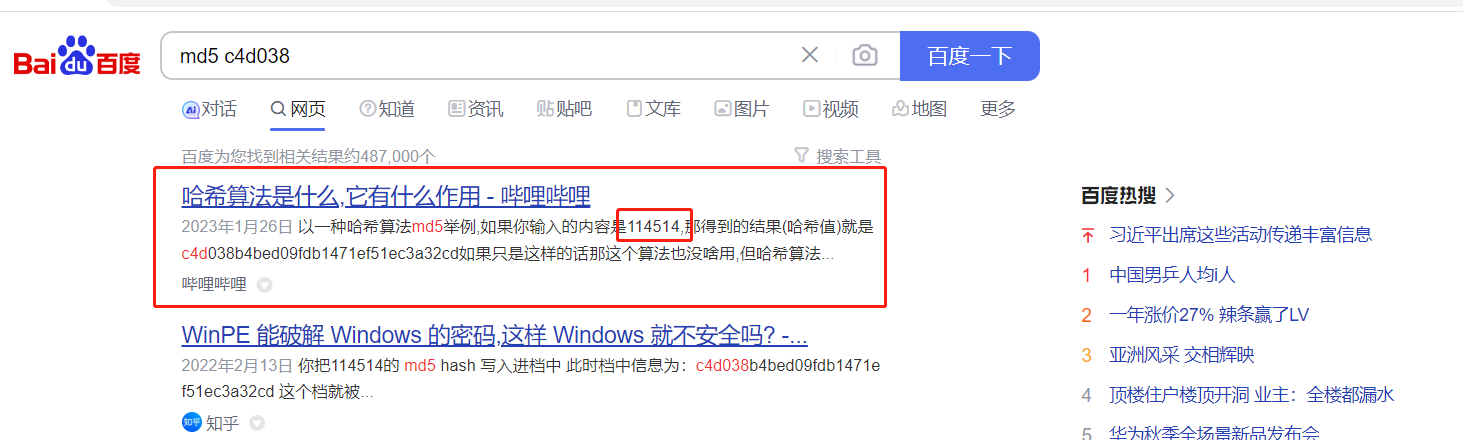 Bai du 百度 md5 c4d038 百度一下
Ai 对话 网页 知道 资讯 贴 贴吧 文库 图片 视频 地图 更多
百度为您找到相关结果约487,000个 搜索工具
哈希算法是什么,它有什么作用 - 哔哩哔哩
2023年1月26日 以一种哈希算法md5举例,如果你输入的内容是114514,那得到的结果(哈希值)就是
c4d038b4bed09fdb1471ef51ec3a32cd如果只是这样的话那这个算法也没啥用,但哈希算法...
哔哩哔哩
WinPE 能破解 Windows 的密码,这样 Windows 就不安全吗? -...
2022年2月13日 你把114514的 md5 hash 写入进档中 此时档中信息为：c4d038b4bed09fdb1471e
f51ec3a32cd 这个档就被...
知乎 知乎
百度热搜
习近平出席这些活动传递丰富信息
1 中国男乒人均i人
2 一年涨价27% 辣条赢了LV
3 亚洲风采 交相辉映
4 顶楼住户楼顶开洞 业主：全楼都漏水
5 华为秋季全场景新品发布会